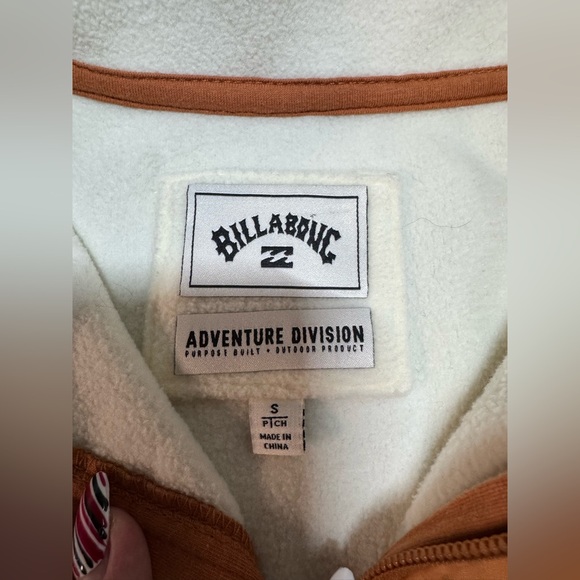 BILLABONG
ADVENTURE DIVISION
PURPOSE BUILT + OUTDOOR PRODUCT
S
P|CH
MADE IN
CHINA